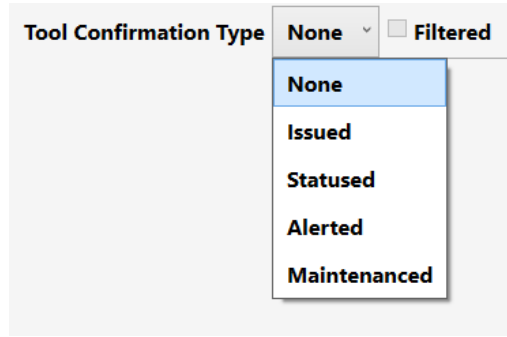 Tool Confirmation Type None Filtered
None
Issued
Statused
Alerted
Maintenanced